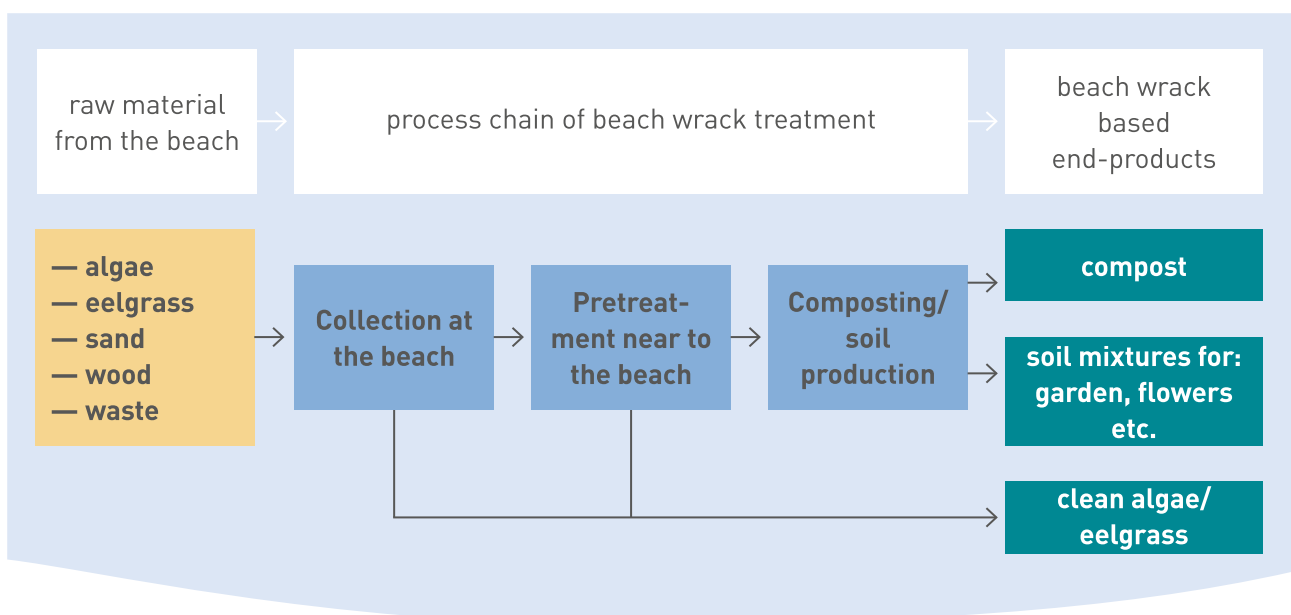 raw material
from the beach
process chain of beach wrack treatment
beach wrack
based
end-products
— algae
— eelgrass
— sand
— wood
— waste
Collection at
the beach
Pretreat-
ment near to
the beach
Composting/
soil
production
compost
soil mixtures for:
garden, flowers
etc.
clean algae/
eelgrass